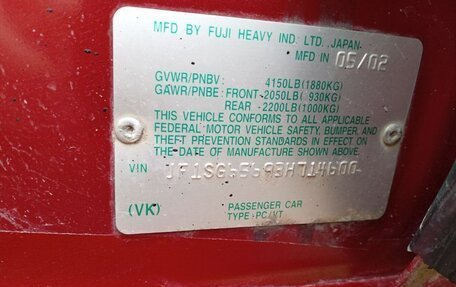 MFD BY FUJI HEAVY IND. LTD. JAPAN.
MFD IN 05/02
GVWR/PNBV: 4150LB(1880KG)
GAWR/PNBE: FRONT-2050LB( 930KG)
REAR -2200LB(1000KG)
THIS VEHICLE CONFORMS TO ALL APPLICABLE
FEDERAL MOTOR VEHICLE SAFETY, BUMPER, AND
THEFT PREVENTION STANDARDS IN EFFECT ON
THE DATE OF MANUFACTURE SHOWN ABOVE.
VIN JF1SG65693H714600
(VK) PASSENGER CAR
TYPE:PC/VT